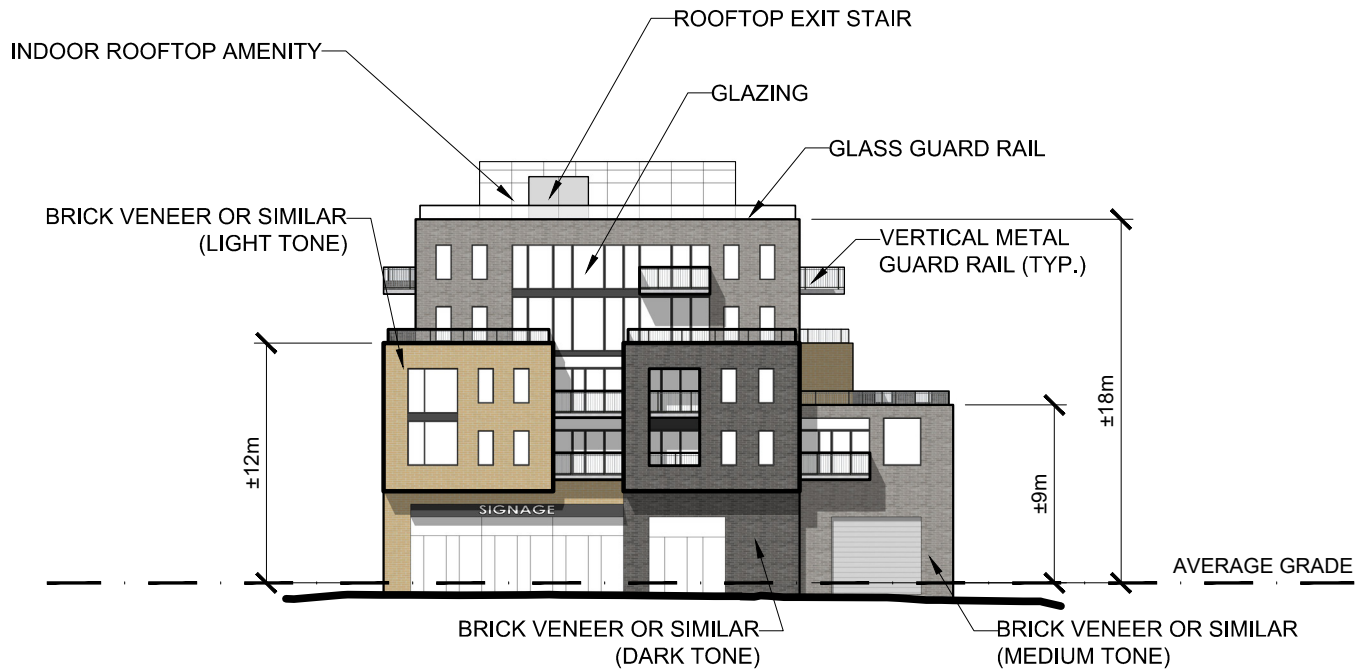 ROOFTOP EXIT STAIR
INDOOR ROOFTOP AMENITY
GLAZING
GLASS GUARD RAIL
BRICK VENEER OR SIMILAR
(LIGHT TONE)
VERTICAL METAL
GUARD RAIL (TYP.)
±12m
±18m
±9m
SIGNAGE
AVERAGE GRADE
BRICK VENEER OR SIMILAR
(DARK TONE)
BRICK VENEER OR SIMILAR
(MEDIUM TONE)